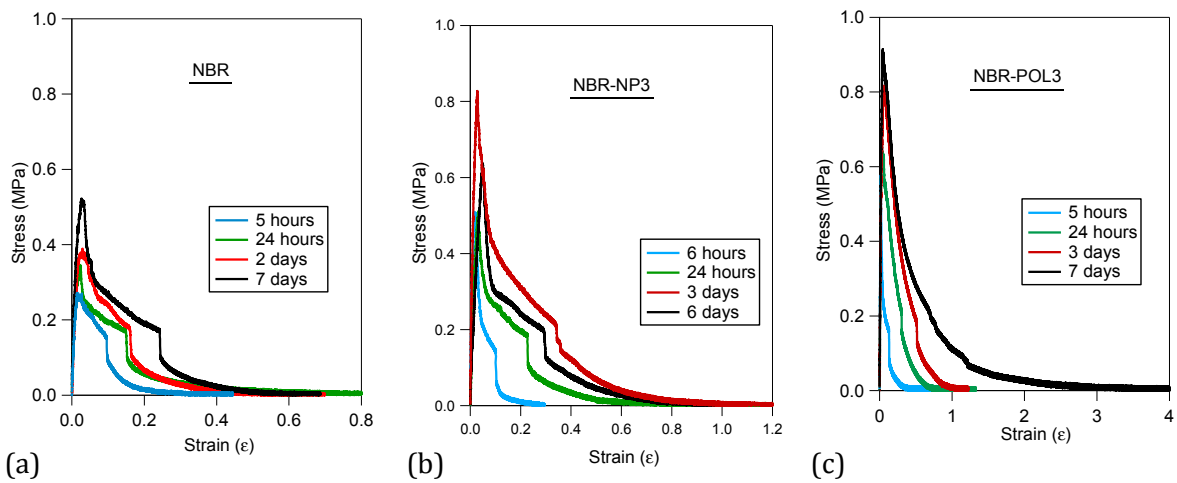 NBR
Stress (MPa)
1.0
0.8
0.6
0.4
0.2
0.0
5 hours
24 hours
2 days
7 days
0.0 0.2 0.4 0.6 0.8
Strain (ε)
(a)
NBR-NP3
Stress (MPa)
1.0
0.8
0.6
0.4
0.2
0.0
6 hours
24 hours
3 days
6 days
0.0 0.2 0.4 0.6 0.8 1.0 1.2
Strain (ε)
(b)
NBR-POL3
Stress (MPa)
1.0
0.8
0.6
0.4
0.2
0.0
5 hours
24 hours
3 days
7 days
0 1 2 3 4
Strain (ε)
(c)